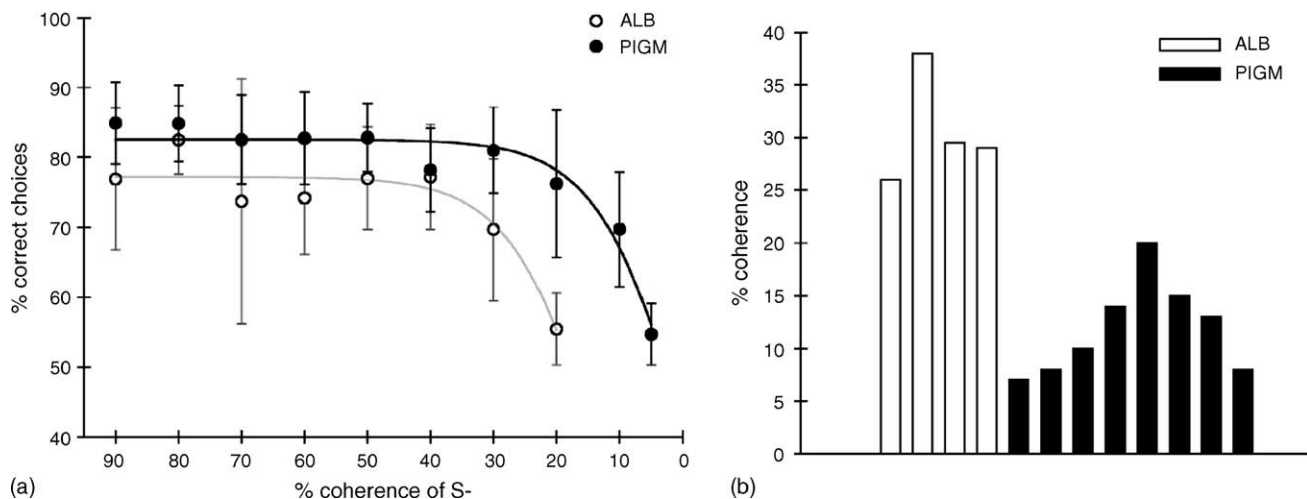 100
90
80
70
60
50
40
% correct choices
ALB
PIGM
90 80 70 60 50 40 30 20 10 0
% coherence of S-
(a)
40
35
30
25
20
15
10
5
0
% coherence
ALB
PIGM
(b)